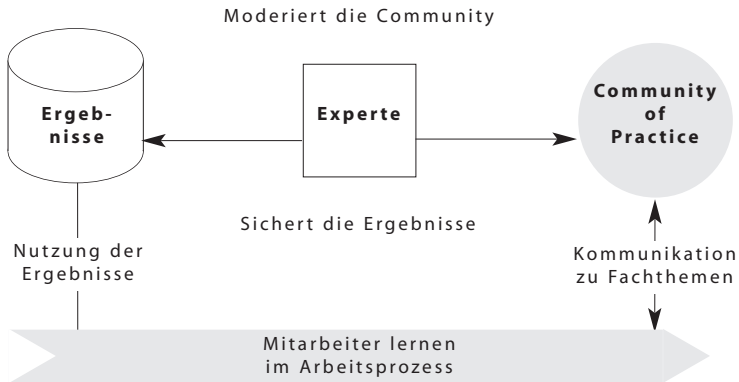 Moderiert die Community
Ergeb-
nisse
Experte
Community
of
Practice
Sichert die Ergebnisse
Nutzung der
Ergebnisse
Kommunikation
zu Fachthemen
Mitarbeiter lernen
im Arbeitsprozess